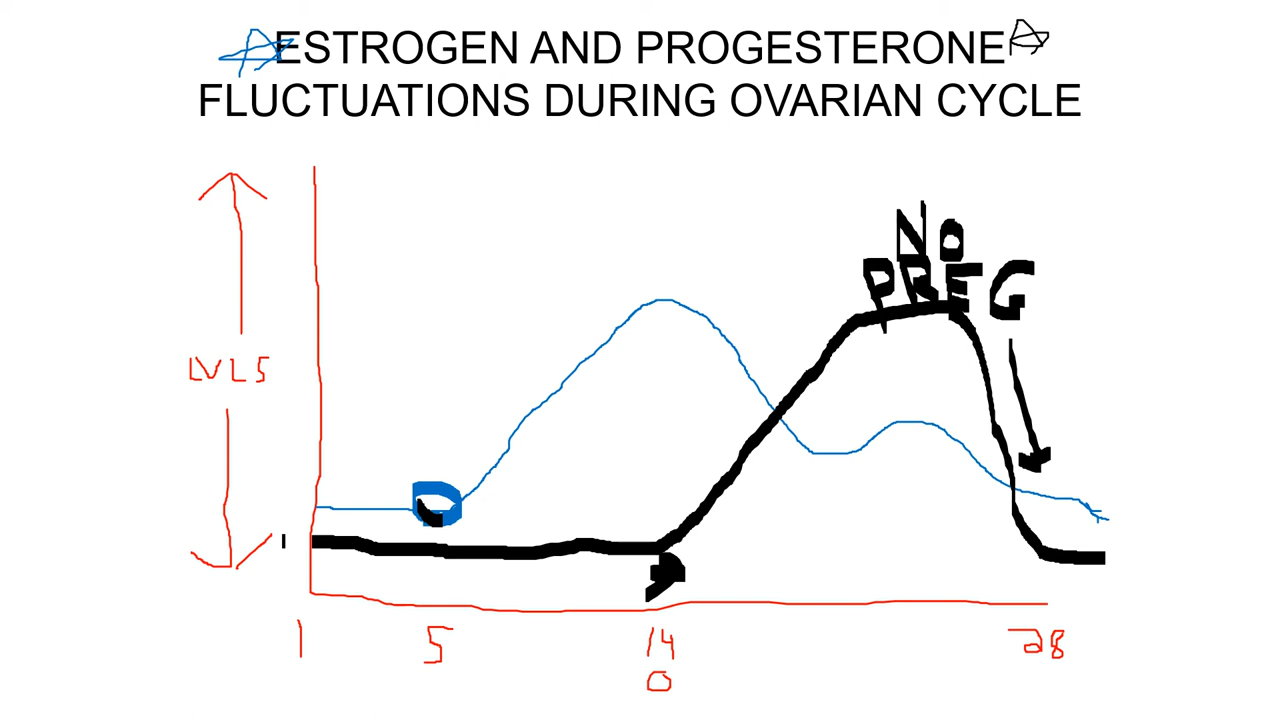 ESTROGEN AND PROGESTERONE
FLUCTUATIONS DURING OVARIAN CYCLE
NO
PREG
LVLS
1 5 14 28
O